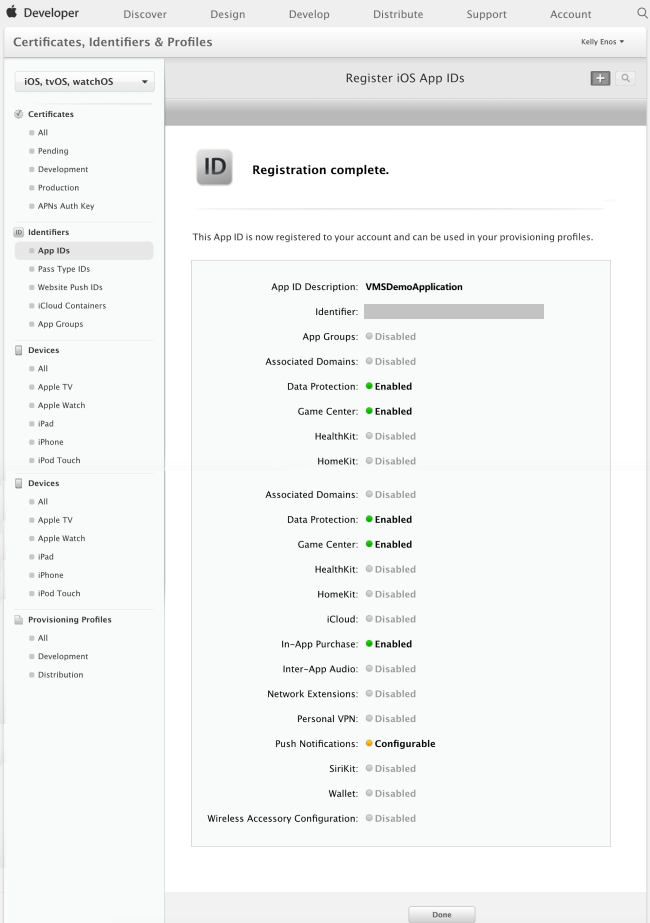 Developer Discover Design Develop Distribute Support Account
Certificates, Identifiers & Profiles
Kelly Enos
iOS, tvOS, watchOS
Certificates
All
Pending
Development
Production
APNs Auth Key
ID Identifiers
App IDs
Pass Type IDs
Website Push IDs
iCloud Containers
App Groups
Devices
All
Apple TV
Apple Watch
iPad
iPhone
iPod Touch
Devices
All
Apple TV
Apple Watch
iPad
iPhone
iPod Touch
Provisioning Profiles
All
Development
Distribution
Register iOS App IDs
ID
Registration complete.
This App ID is now registered to your account and can be used in your provisioning profiles.
App ID Description: VMSDemoApplication
Identifier:
App Groups: Disabled
Associated Domains: Disabled
Data Protection: Enabled
Game Center: Enabled
HealthKit: Disabled
HomeKit: Disabled
Associated Domains: Disabled
Data Protection: Enabled
Game Center: Enabled
HealthKit: Disabled
HomeKit: Disabled
iCloud: Disabled
In-App Purchase: Enabled
Inter-App Audio: Disabled
Network Extensions: Disabled
Personal VPN: Disabled
Push Notifications: Configurable
SiriKit: Disabled
Wallet: Disabled
Wireless Accessory Configuration: Disabled
Done